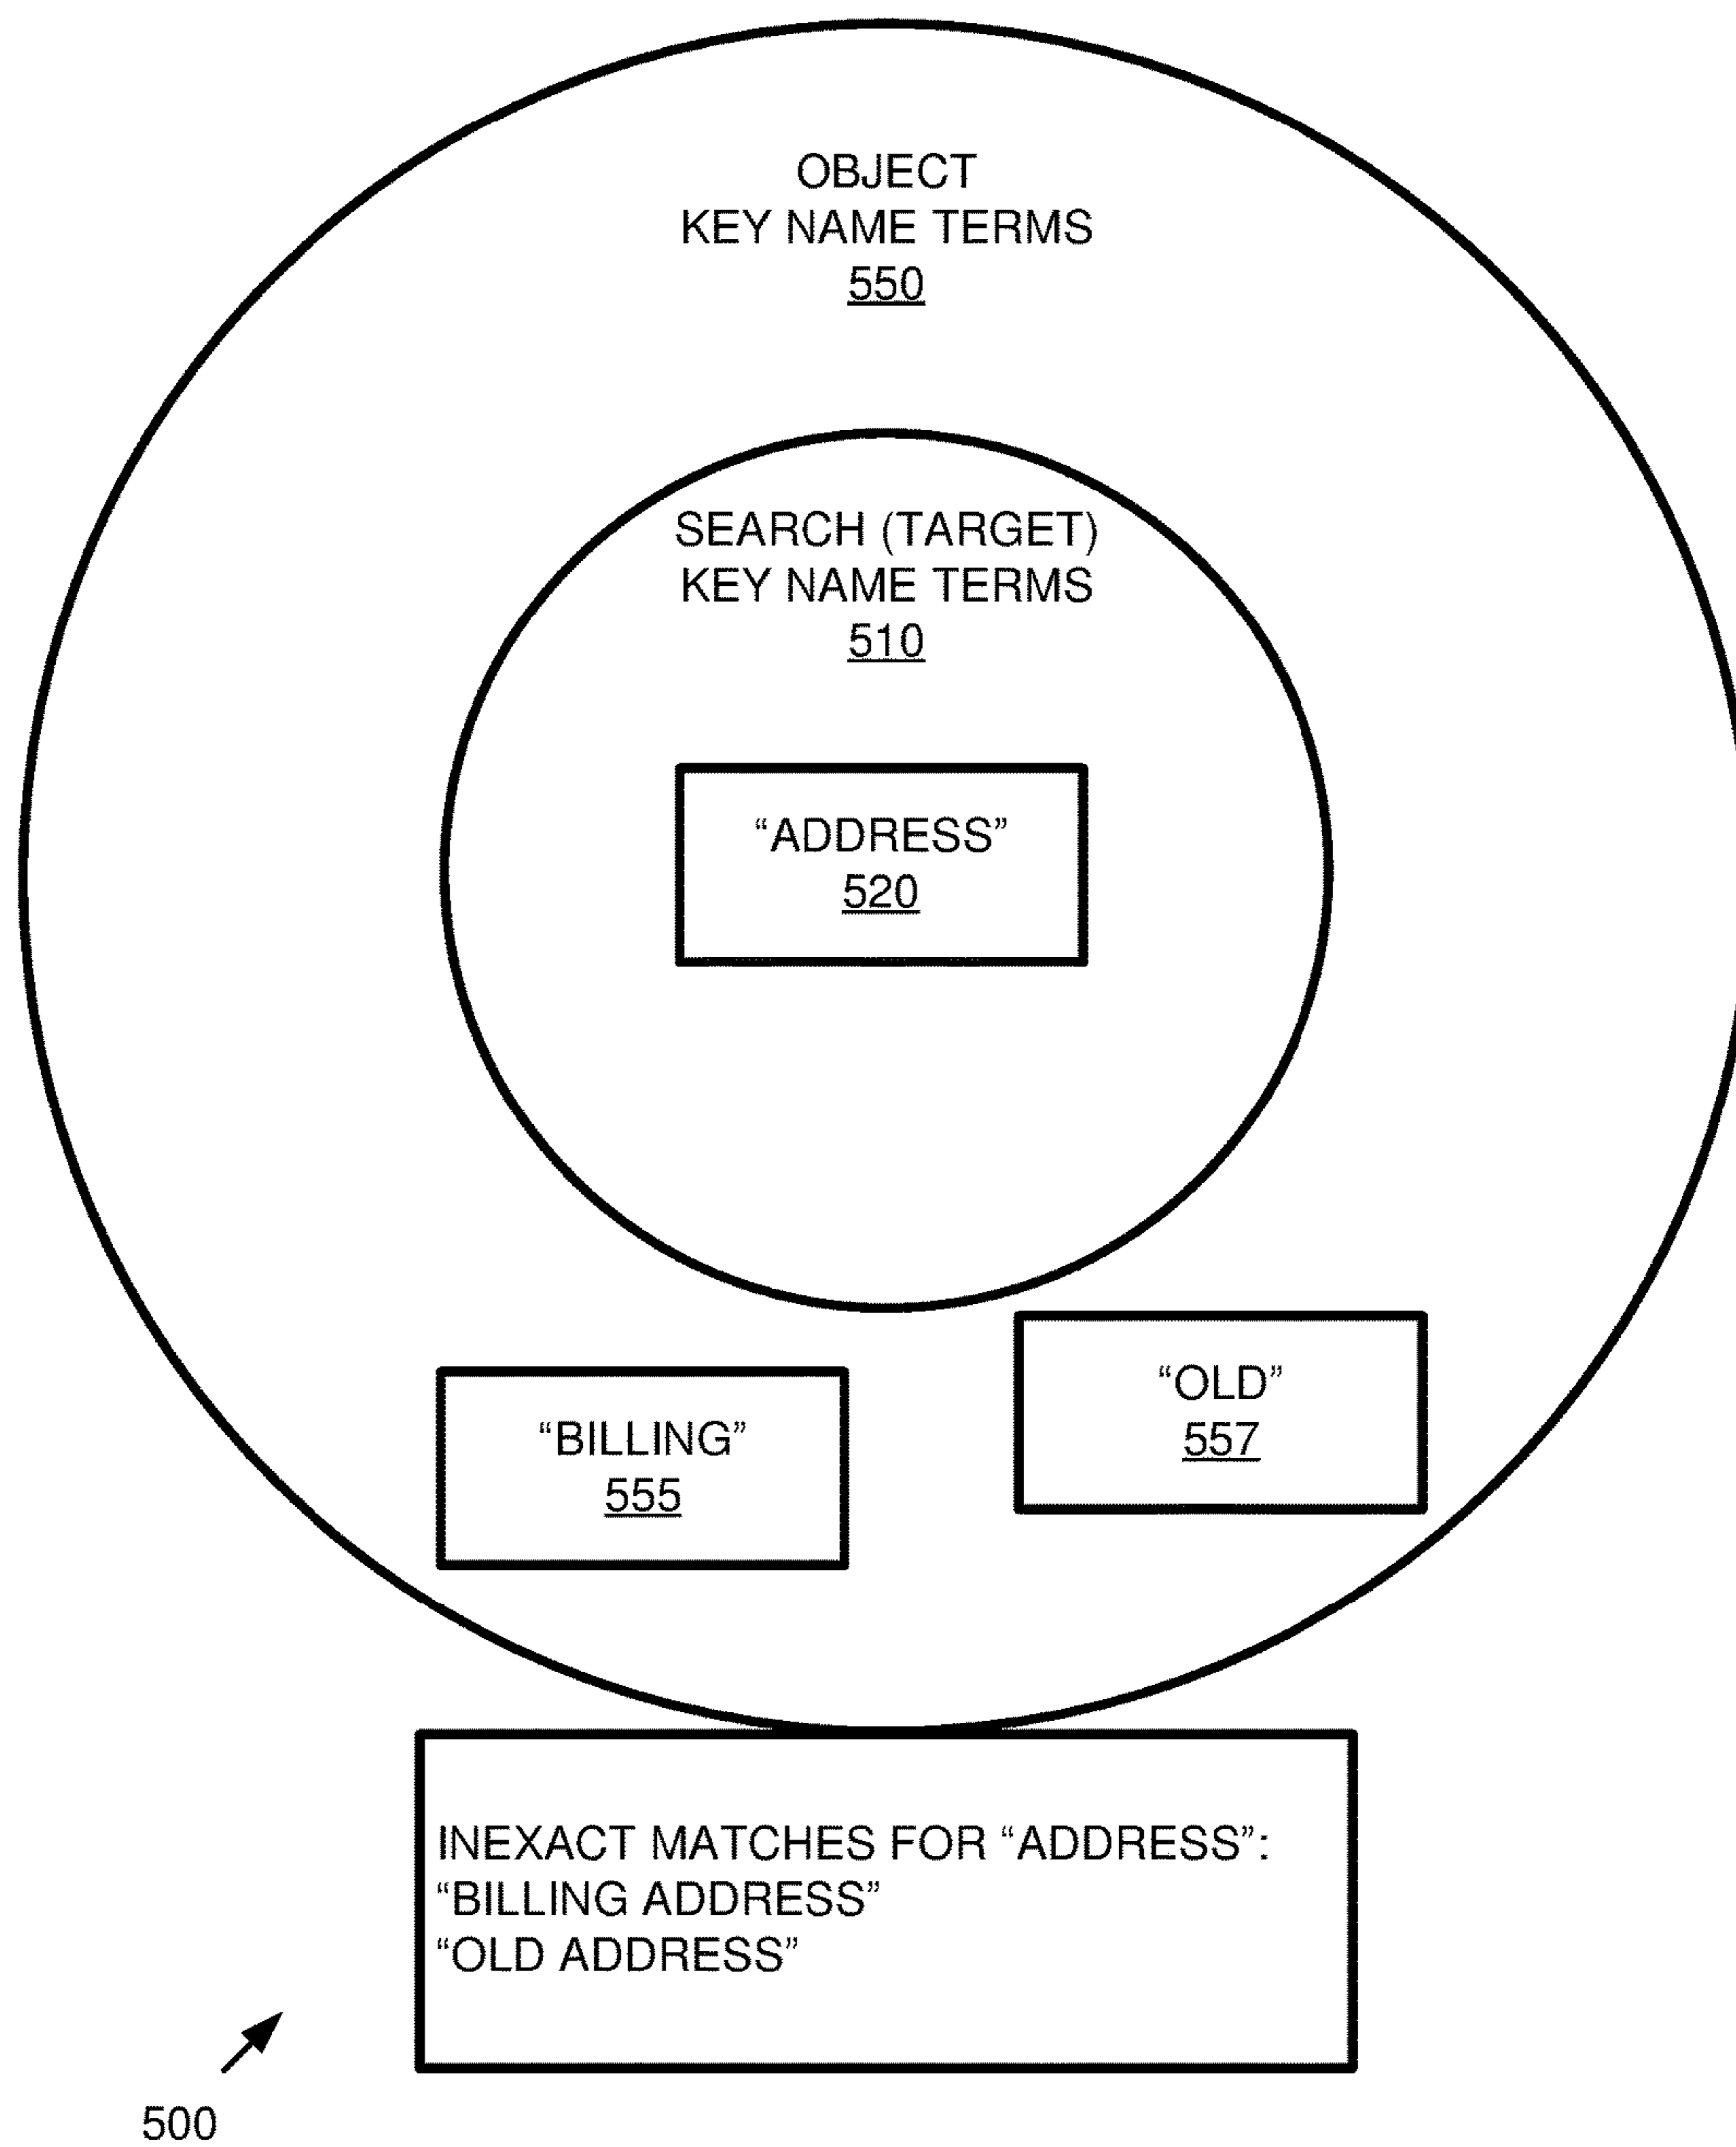 OBJECT
KEY NAME TERMS
550
SEARCH (TARGET)
KEY NAME TERMS
510
“ADDRESS”
520
“OLD”
557
“BILLING”
555
INEXACT MATCHES FOR “ADDRESS”:
“BILLING ADDRESS”
“OLD ADDRESS”
500